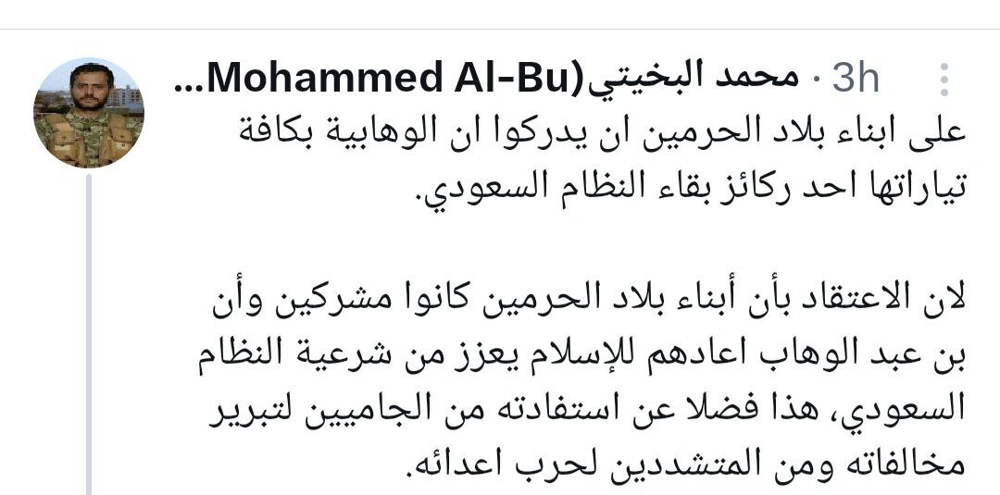 محمد البخيتي(Mohammed Al-Bu... · 3h
على ابناء بلاد الحرمين ان يدركوا ان الوهابية بكافة
تياراتها احد ركائز بقاء النظام السعودي.
لان الاعتقاد بأن أبناء بلاد الحرمين كانوا مشركين وأن
بن عبد الوهاب اعادهم للإسلام يعزز من شرعية النظام
السعودي، هذا فضلا عن استفادته من الجاميين لتبرير
مخالفاته ومن المتشددين لحرب اعدائه.